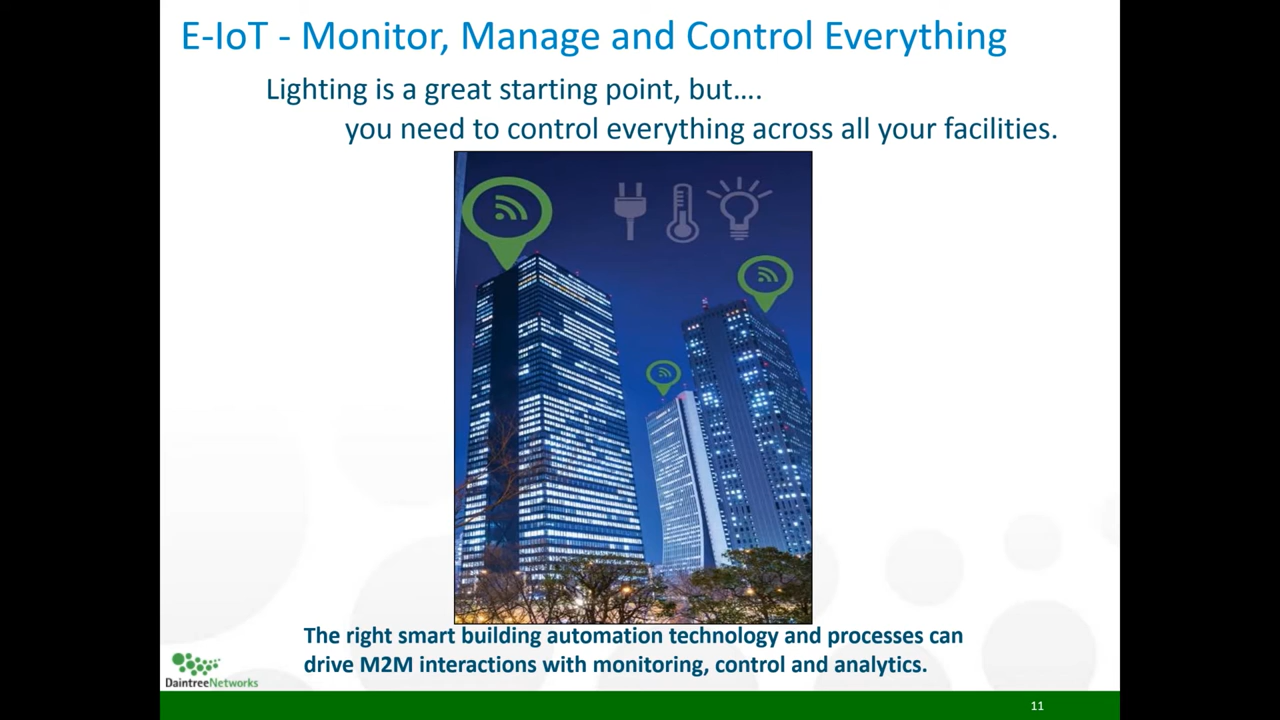 E-IoT - Monitor, Manage and Control Everything
Lighting is a great starting point, but….
you need to control everything across all your facilities.
The right smart building automation technology and processes can
drive M2M interactions with monitoring, control and analytics.
DaintreeNetworks
11